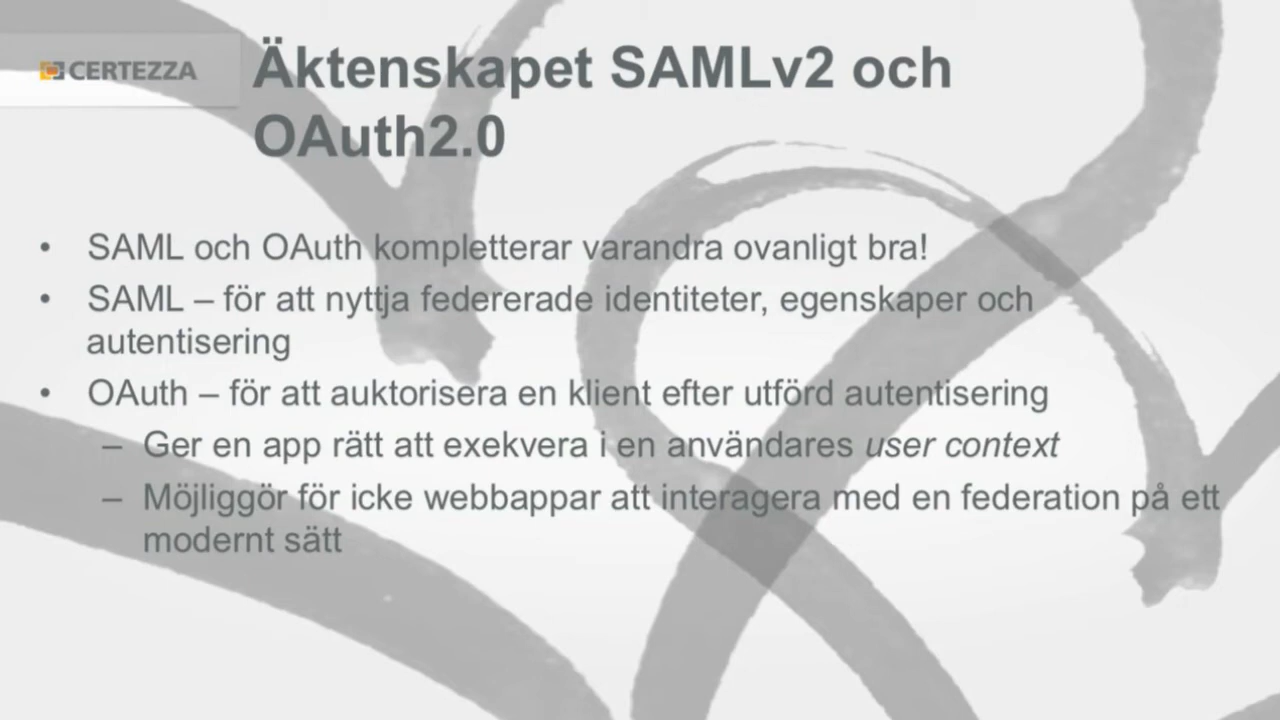 CERTEZZA
Äktenskapet SAMLv2 och
OAuth2.0
• SAML och OAuth kompletterar varandra ovanligt bra!
• SAML – för att nyttja federerade identiteter, egenskaper och
autentisering
• OAuth – för att auktorisera en klient efter utförd autentisering
– Ger en app rätt att exekvera i en användares user context
– Möjliggör för icke webbappar att interagera med en federation på ett
modernt sätt